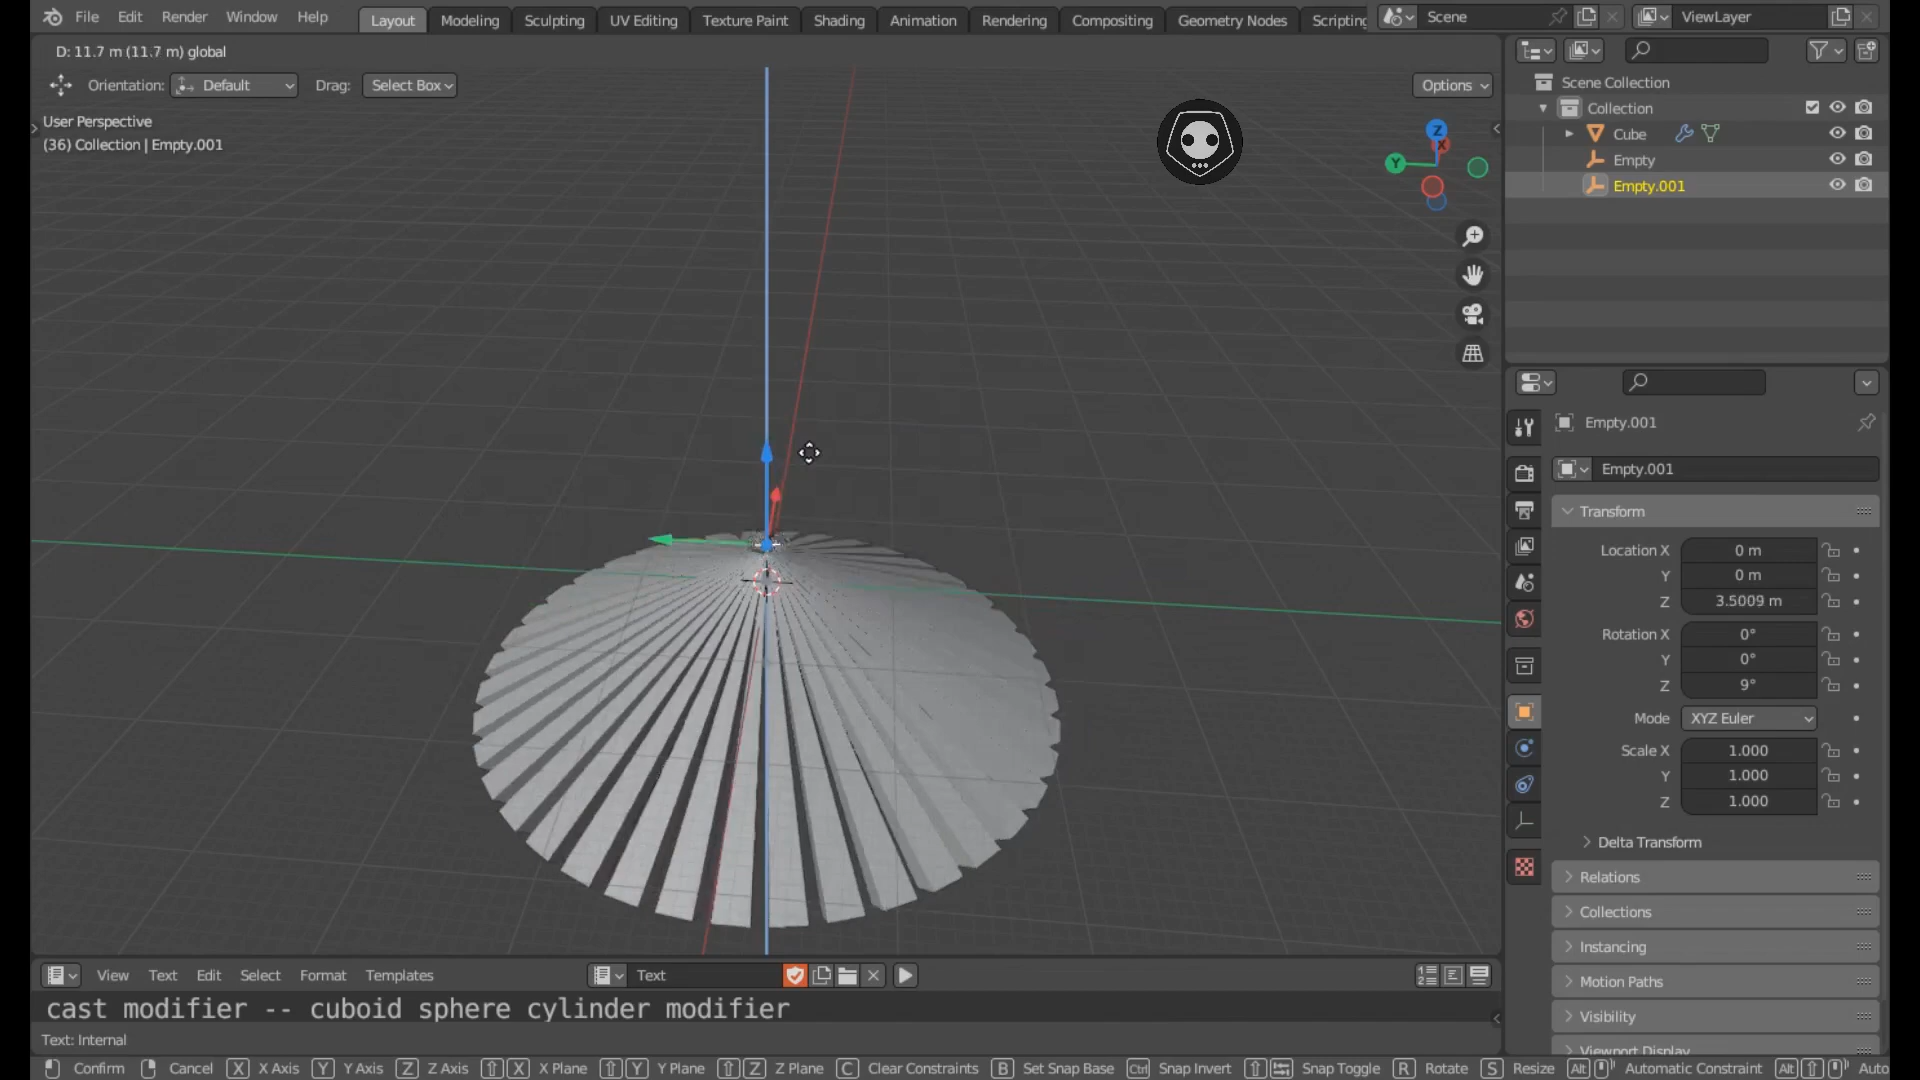 File Edit Render Window Help Layout Modeling Sculpting UV Editing Texture Paint Shading Animation Rendering Compositing Geometry Nodes Scripting Scene ViewLayer
D: 11.7 m (11.7 m) global
Orientation: Default Drag: Select Box Options
User Perspective
(36) Collection | Empty.001
Z
X
Y
Scene Collection
Collection
Cube
Empty
Empty.001
Empty.001
Empty.001
Transform
Location X 0 m
Y 0 m
Z 3.5009 m
Rotation X 0°
Y 0°
Z 9°
Mode XYZ Euler
Scale X 1.000
Y 1.000
Z 1.000
Delta Transform
Relations
Collections
Instancing
Motion Paths
Visibility
Viewport Display
View Text Edit Select Format Templates Text
cast modifier -- cuboid sphere cylinder modifier
Text: Internal
Confirm Cancel X X Axis Y Y Axis Z Z Axis X X Plane Y Y Plane Z Z Plane C Clear Constraints B Set Snap Base Ctrl Snap Invert Snap Toggle R Rotate S Resize Alt Automatic Constraint Alt Auto